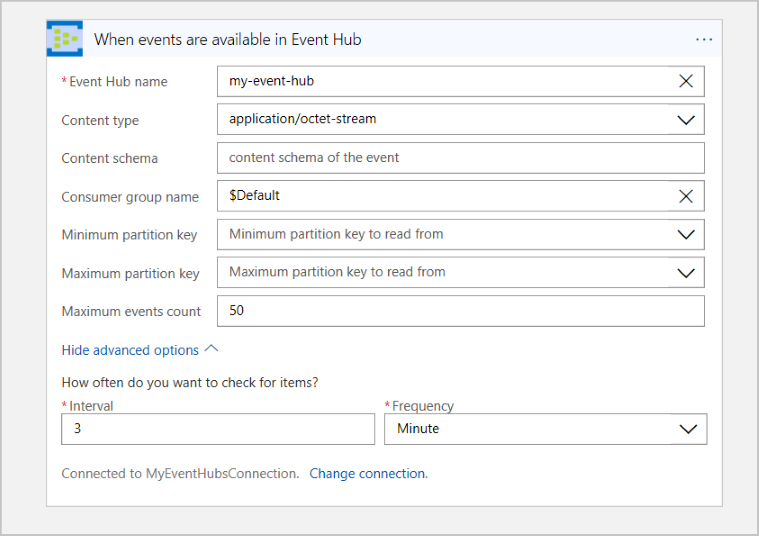 When events are available in Event Hub ...
* Event Hub name my-event-hub
Content type application/octet-stream
Content schema content schema of the event
Consumer group name $Default
Minimum partition key Minimum partition key to read from
Maximum partition key Maximum partition key to read from
Maximum events count 50
Hide advanced options
How often do you want to check for items?
* Interval * Frequency
3 Minute
Connected to MyEventHubsConnection. Change connection.